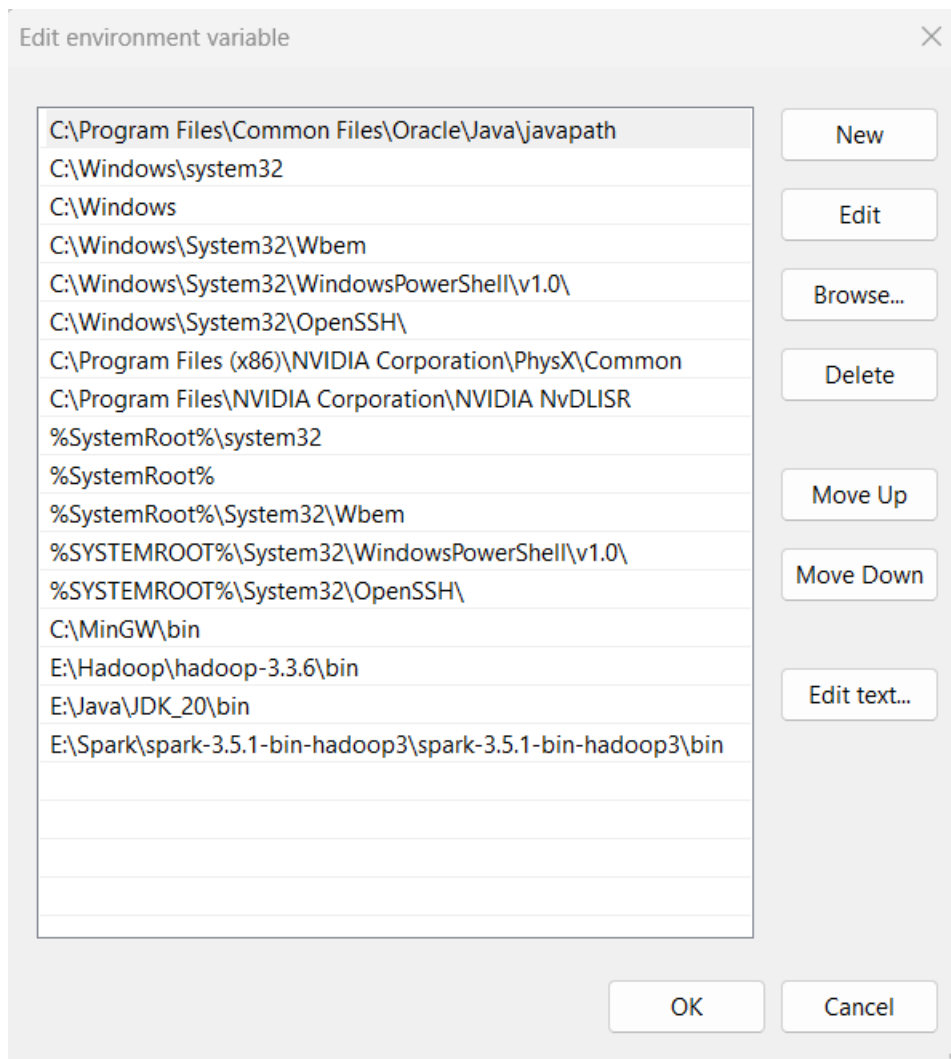 Edit environment variable
C:\Program Files\Common Files\Oracle\Java\javapath
New
C:\Windows\system32
C:\Windows
Edit
C:\Windows\System32\Wbem
C:\Windows\System32\WindowsPowerShell\v1.0\
Browse...
C:\Windows\System32\OpenSSH\
C:\Program Files (x86)\NVIDIA Corporation\PhysX\Common
Delete
C:\Program Files\NVIDIA Corporation\NVIDIA NvDLISR
%SystemRoot%\system32
%SystemRoot%
Move Up
%SystemRoot%\System32\Wbem
%SYSTEMROOT%\System32\WindowsPowerShell\v1.0\
Move Down
%SYSTEMROOT%\System32\OpenSSH\
C:\MinGW\bin
E:\Hadoop\hadoop-3.3.6\bin
Edit text...
E:\Java\JDK_20\bin
E:\Spark\spark-3.5.1-bin-hadoop3\spark-3.5.1-bin-hadoop3\bin
OK
Cancel